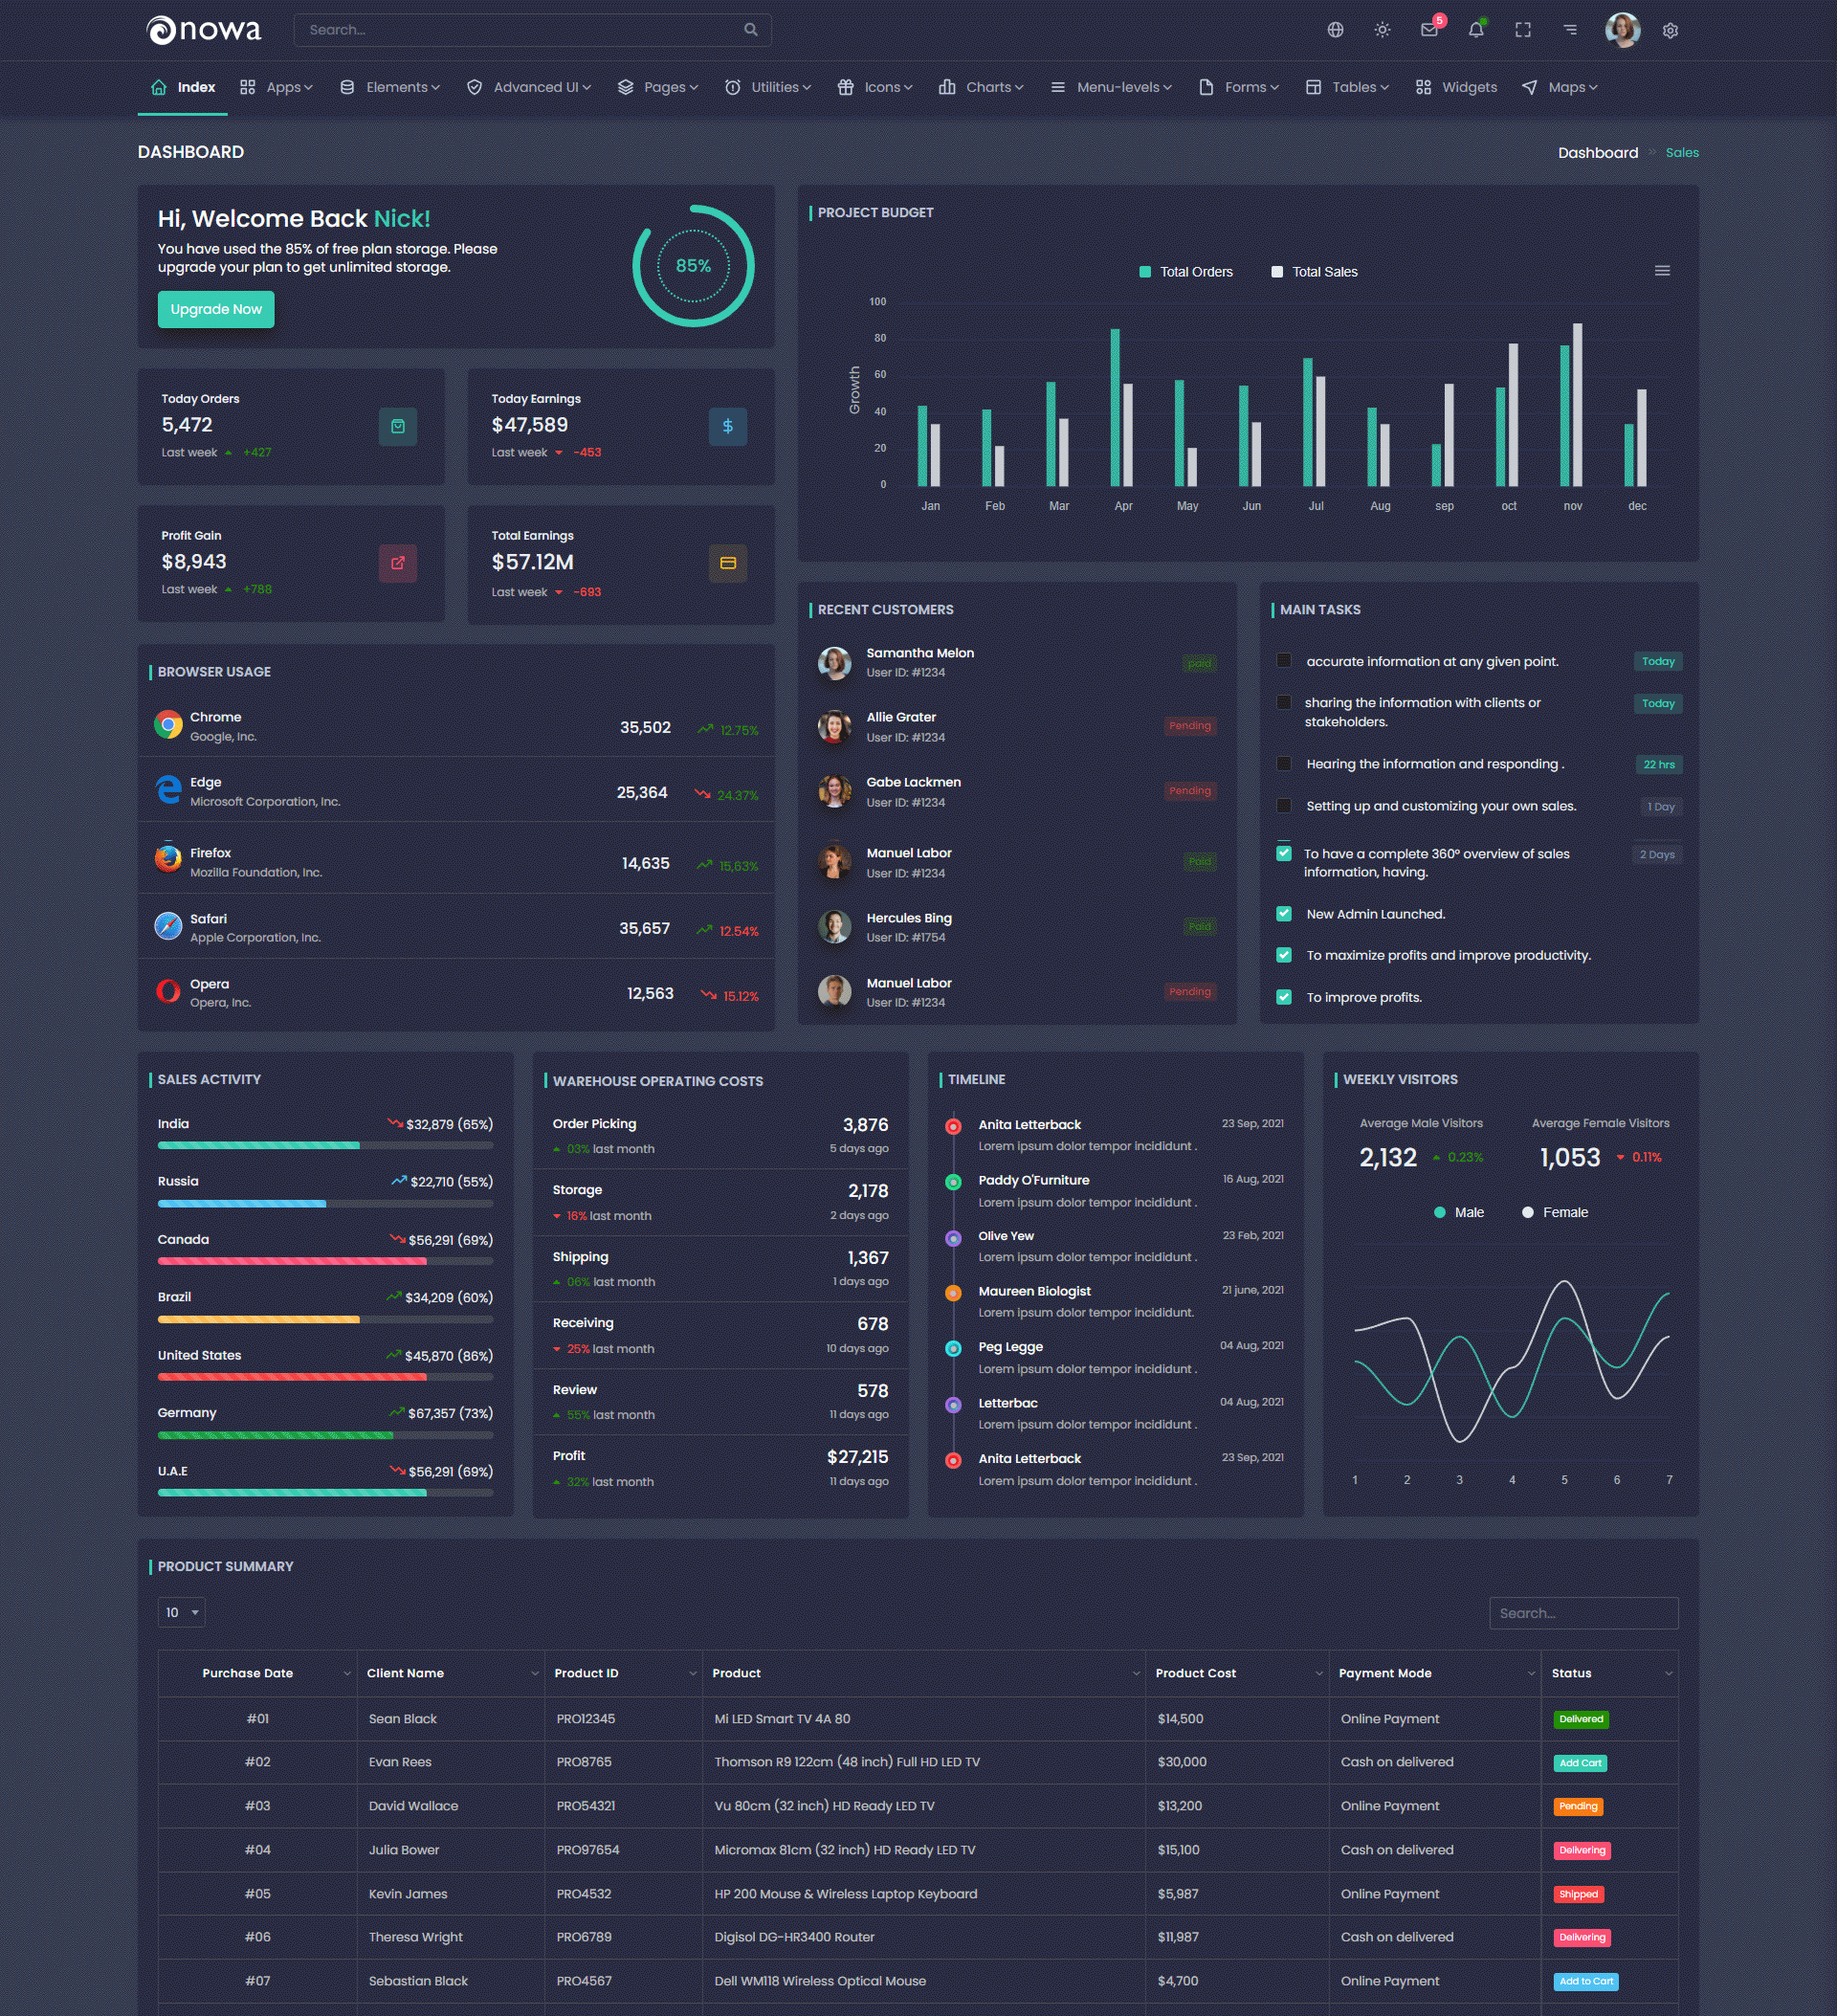 nowa
Search...
5
Index
Apps
Elements
Advanced UI
Pages
Utilities
Icons
Charts
Menu-levels
Forms
Tables
Widgets
Maps
DASHBOARD
Dashboard » Sales
Hi, Welcome Back Nick!
You have used the 85% of free plan storage. Please
upgrade your plan to get unlimited storage.
Upgrade Now
85%
Today Orders
5,472
Last week +427
Today Earnings
$47,589
Last week -453
Profit Gain
$8,943
Last week +788
Total Earnings
$57.12M
Last week -693
PROJECT BUDGET
Total Orders
Total Sales
Growth
100
80
60
40
20
0
Jan Feb Mar Apr May Jun Jul Aug sep oct nov dec
BROWSER USAGE
Chrome
Google, Inc.
35,502 12.75%
Edge
Microsoft Corporation, Inc.
25,364 24.37%
Firefox
Mozilla Foundation, Inc.
14,635 15,63%
Safari
Apple Corporation, Inc.
35,657 12.54%
Opera
Opera, Inc.
12,563 15.12%
RECENT CUSTOMERS
Samantha Melon
User ID: #1234
paid
Allie Grater
User ID: #1234
Pending
Gabe Lackmen
User ID: #1234
Pending
Manuel Labor
User ID: #1234
Paid
Hercules Bing
User ID: #1754
Paid
Manuel Labor
User ID: #1234
Pending
MAIN TASKS
accurate information at any given point.
Today
sharing the information with clients or
stakeholders.
Today
Hearing the information and responding .
22 hrs
Setting up and customizing your own sales.
1 Day
To have a complete 360° overview of sales
information, having.
2 Days
New Admin Launched.
To maximize profits and improve productivity.
To improve profits.
SALES ACTIVITY
India $32,879 (65%)
Russia $22,710 (55%)
Canada $56,291 (69%)
Brazil $34,209 (60%)
United States $45,870 (86%)
Germany $67,357 (73%)
U.A.E $56,291 (69%)
WAREHOUSE OPERATING COSTS
Order Picking 3,876
03% last month 5 days ago
Storage 2,178
16% last month 2 days ago
Shipping 1,367
06% last month 1 days ago
Receiving 678
25% last month 10 days ago
Review 578
55% last month 11 days ago
Profit $27,215
32% last month 11 days ago
TIMELINE
Anita Letterback 23 Sep, 2021
Lorem ipsum dolor tempor incididunt .
Paddy O'Furniture 16 Aug, 2021
Lorem ipsum dolor tempor incididunt .
Olive Yew 23 Feb, 2021
Lorem ipsum dolor tempor incididunt .
Maureen Biologist 21 june, 2021
Lorem ipsum dolor tempor incididunt.
Peg Legge 04 Aug, 2021
Lorem ipsum dolor tempor incididunt .
Letterbac 04 Aug, 2021
Lorem ipsum dolor tempor incididunt .
Anita Letterback 23 Sep, 2021
Lorem ipsum dolor tempor incididunt .
WEEKLY VISITORS
Average Male Visitors
2,132 0.23%
Average Female Visitors
1,053 0.11%
Male
Female
1 2 3 4 5 6 7
PRODUCT SUMMARY
10
Search...
Purchase Date Client Name Product ID Product Product Cost Payment Mode Status
#01 Sean Black PRO12345 Mi LED Smart TV 4A 80 $14,500 Online Payment Delivered
#02 Evan Rees PRO8765 Thomson R9 122cm (48 inch) Full HD LED TV $30,000 Cash on delivered Add Cart
#03 David Wallace PRO54321 Vu 80cm (32 inch) HD Ready LED TV $13,200 Online Payment Pending
#04 Julia Bower PRO97654 Micromax 81cm (32 inch) HD Ready LED TV $15,100 Cash on delivered Delivering
#05 Kevin James PRO4532 HP 200 Mouse & Wireless Laptop Keyboard $5,987 Online Payment Shipped
#06 Theresa Wright PRO6789 Digisol DG-HR3400 Router $11,987 Cash on delivered Delivering
#07 Sebastian Black PRO4567 Dell WM118 Wireless Optical Mouse $4,700 Online Payment Add to Cart